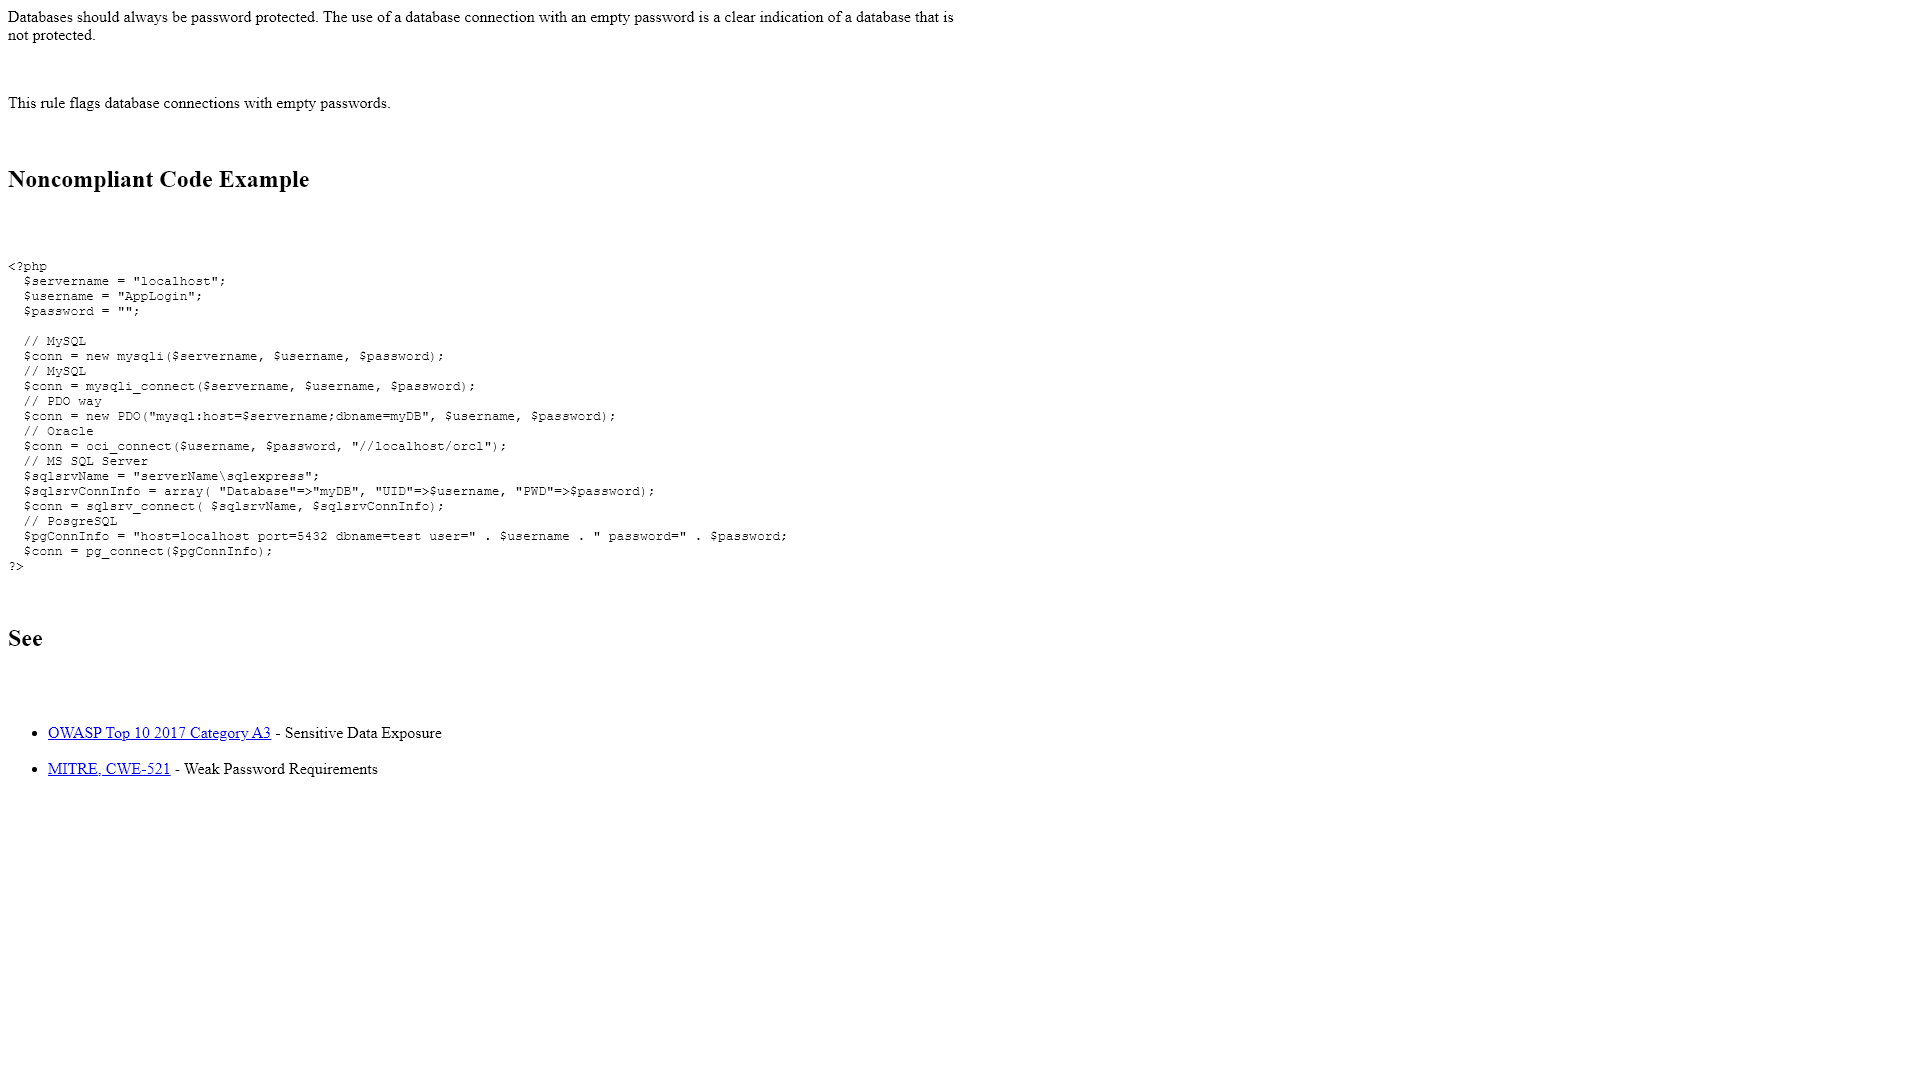 Databases should always be password protected. The use of a database connection with an empty password is a clear indication of a database that is
not protected.
This rule flags database connections with empty passwords.
Noncompliant Code Example
<?php
  $servername = "localhost";
  $username = "AppLogin";
  $password = "";
  // MySQL
  $conn = new mysqli($servername, $username, $password);
  // MySQL
  $conn = mysqli_connect($servername, $username, $password);
  // PDO way
  $conn = new PDO("mysql:host=$servername;dbname=myDB", $username, $password);
  // Oracle
  $conn = oci_connect($username, $password, "//localhost/orcl");
  // MS SQL Server
  $sqlsrvName = "serverName\sqlexpress";
  $sqlsrvConnInfo = array( "Database"=>"myDB", "UID"=>$username, "PWD"=>$password);
  $conn = sqlsrv_connect( $sqlsrvName, $sqlsrvConnInfo);
  // PosgreSQL
  $pgConnInfo = "host=localhost port=5432 dbname=test user=" . $username . " password=" . $password;
  $conn = pg_connect($pgConnInfo);
?>
See
• OWASP Top 10 2017 Category A3 - Sensitive Data Exposure
• MITRE, CWE-521 - Weak Password Requirements